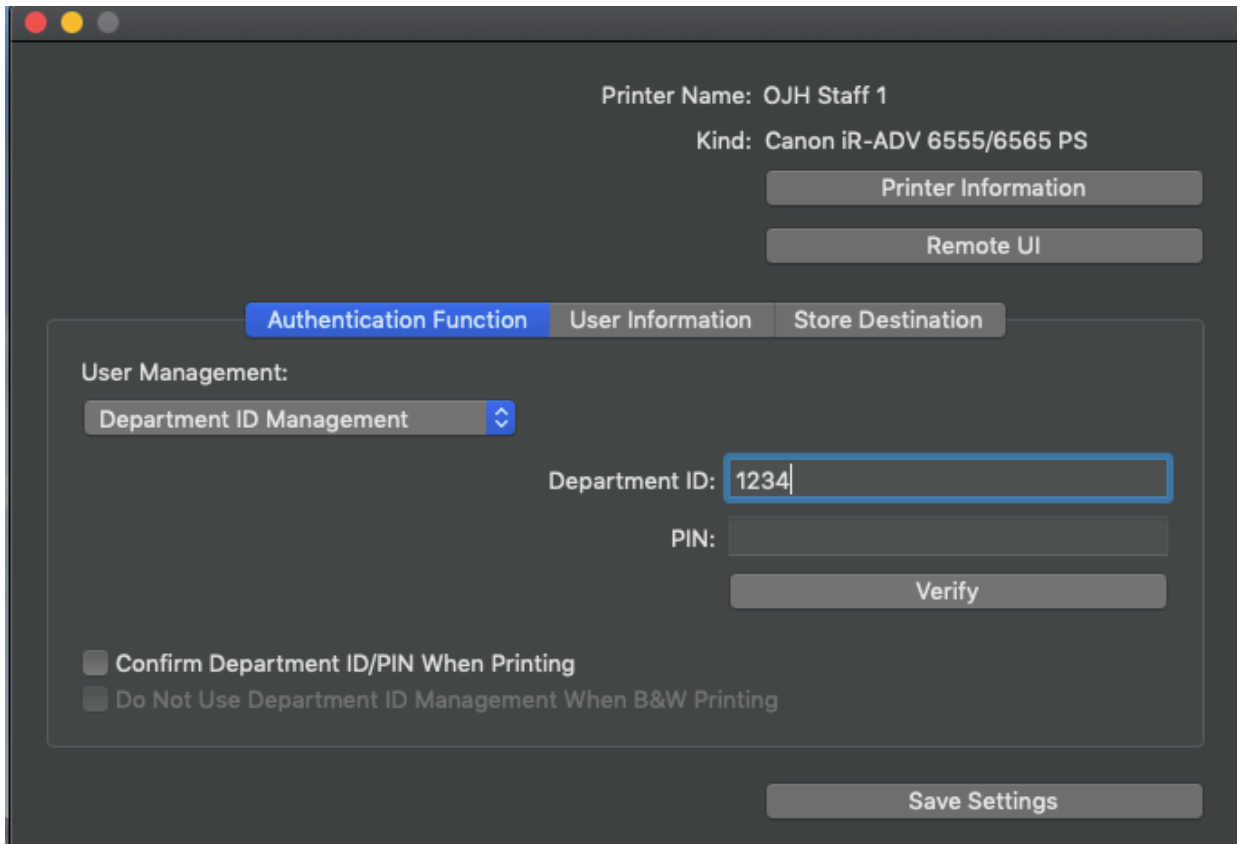 Printer Name: OJH Staff 1
Kind: Canon iR-ADV 6555/6565 PS
Printer Information
Remote UI
Authentication Function User Information Store Destination
User Management:
Department ID Management
Department ID: 1234
PIN:
Verify
Confirm Department ID/PIN When Printing
Do Not Use Department ID Management When B&W Printing
Save Settings